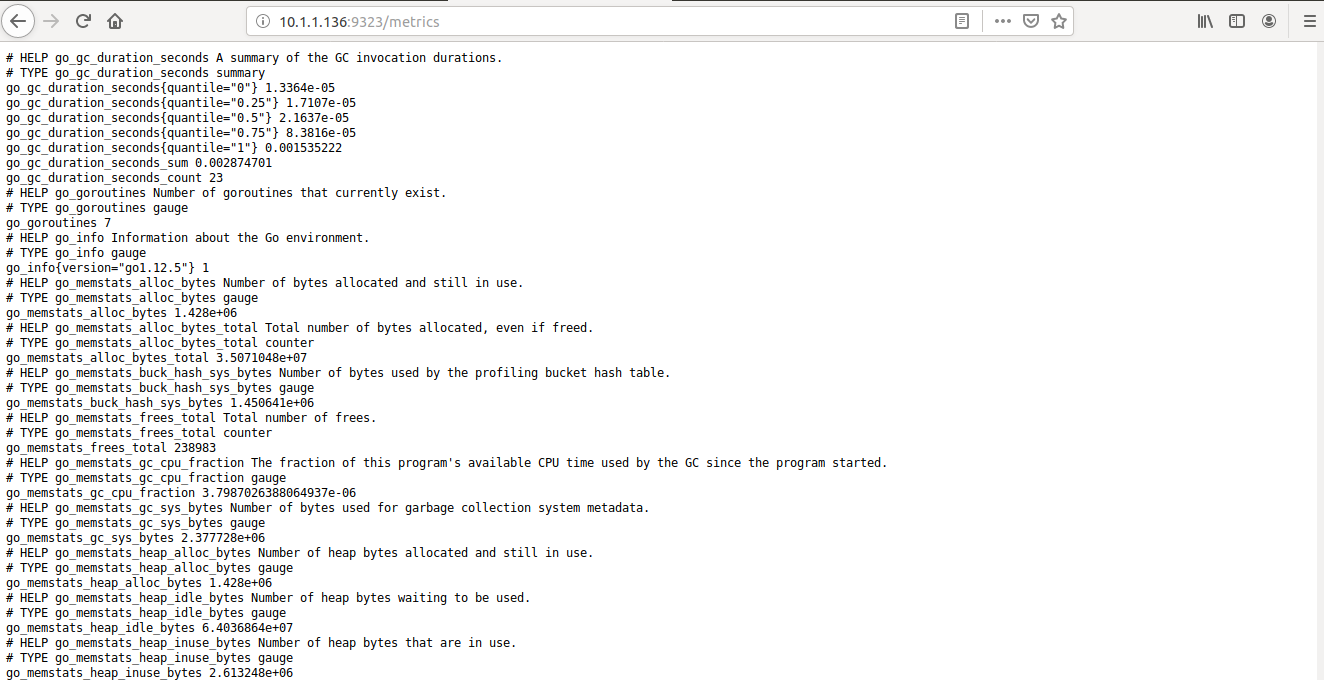 10.1.1.136:9323/metrics
# HELP go_gc_duration_seconds A summary of the GC invocation durations.
# TYPE go_gc_duration_seconds summary
go_gc_duration_seconds{quantile="0"} 1.3364e-05
go_gc_duration_seconds{quantile="0.25"} 1.7107e-05
go_gc_duration_seconds{quantile="0.5"} 2.1637e-05
go_gc_duration_seconds{quantile="0.75"} 8.3816e-05
go_gc_duration_seconds{quantile="1"} 0.001535222
go_gc_duration_seconds_sum 0.002874701
go_gc_duration_seconds_count 23
# HELP go_goroutines Number of goroutines that currently exist.
# TYPE go_goroutines gauge
go_goroutines 7
# HELP go_info Information about the Go environment.
# TYPE go_info gauge
go_info{version="go1.12.5"} 1
# HELP go_memstats_alloc_bytes Number of bytes allocated and still in use.
# TYPE go_memstats_alloc_bytes gauge
go_memstats_alloc_bytes 1.428e+06
# HELP go_memstats_alloc_bytes_total Total number of bytes allocated, even if freed.
# TYPE go_memstats_alloc_bytes_total counter
go_memstats_alloc_bytes_total 3.5071048e+07
# HELP go_memstats_buck_hash_sys_bytes Number of bytes used by the profiling bucket hash table.
# TYPE go_memstats_buck_hash_sys_bytes gauge
go_memstats_buck_hash_sys_bytes 1.450641e+06
# HELP go_memstats_frees_total Total number of frees.
# TYPE go_memstats_frees_total counter
go_memstats_frees_total 238983
# HELP go_memstats_gc_cpu_fraction The fraction of this program's available CPU time used by the GC since the program started.
# TYPE go_memstats_gc_cpu_fraction gauge
go_memstats_gc_cpu_fraction 3.7987026388064937e-06
# HELP go_memstats_gc_sys_bytes Number of bytes used for garbage collection system metadata.
# TYPE go_memstats_gc_sys_bytes gauge
go_memstats_gc_sys_bytes 2.377728e+06
# HELP go_memstats_heap_alloc_bytes Number of heap bytes allocated and still in use.
# TYPE go_memstats_heap_alloc_bytes gauge
go_memstats_heap_alloc_bytes 1.428e+06
# HELP go_memstats_heap_idle_bytes Number of heap bytes waiting to be used.
# TYPE go_memstats_heap_idle_bytes gauge
go_memstats_heap_idle_bytes 6.4036864e+07
# HELP go_memstats_heap_inuse_bytes Number of heap bytes that are in use.
# TYPE go_memstats_heap_inuse_bytes gauge
go_memstats_heap_inuse_bytes 2.613248e+06